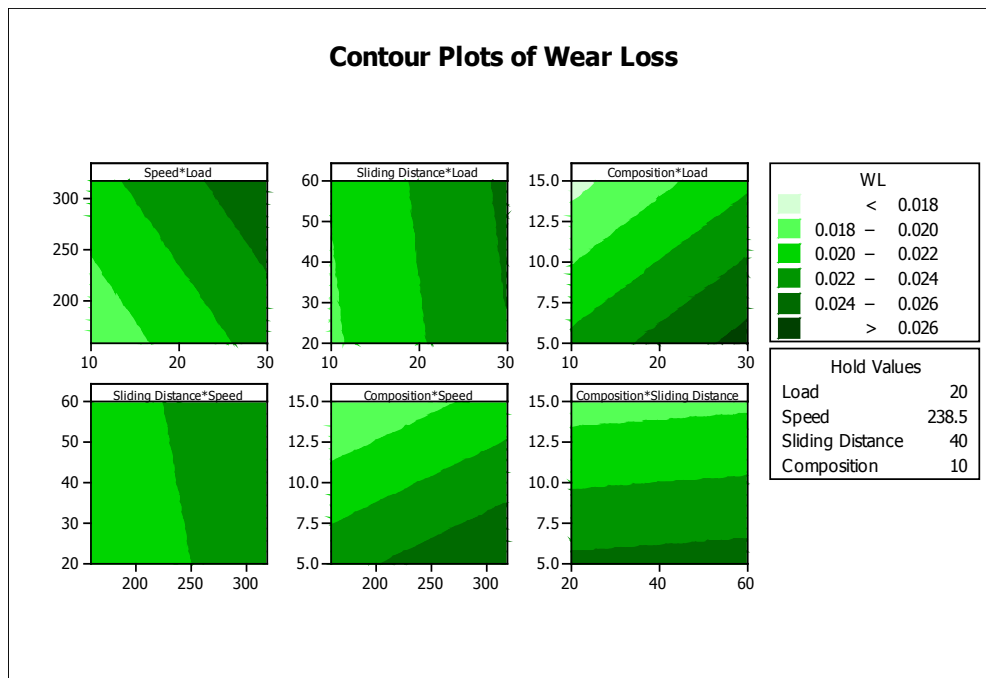 Contour Plots of Wear Loss
Speed*Load
300
250
200
10 20 30
Sliding Distance*Load
60
50
40
30
20
10 20 30
Composition*Load
15.0
12.5
10.0
7.5
5.0
10 20 30
Sliding Distance*Speed
60
50
40
30
20
200 250 300
Composition*Speed
15.0
12.5
10.0
7.5
5.0
200 250 300
Composition*Sliding Distance
15.0
12.5
10.0
7.5
5.0
20 40 60
WL
< 0.018
0.018 – 0.020
0.020 – 0.022
0.022 – 0.024
0.024 – 0.026
> 0.026
Hold Values
Load 20
Speed 238.5
Sliding Distance 40
Composition 10